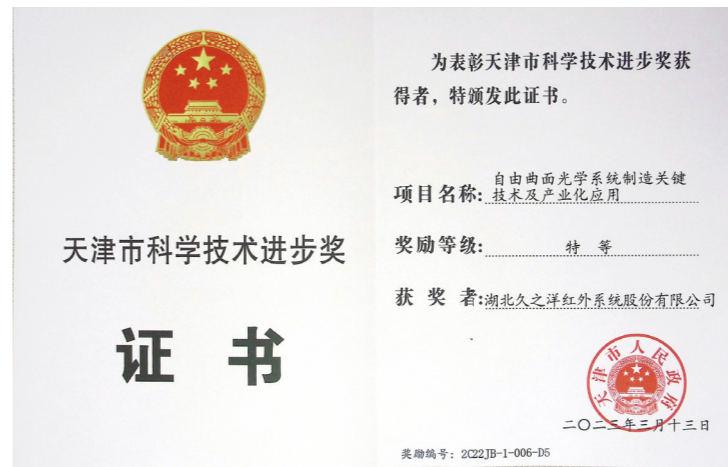 天津市科学技术进步奖
证 书
为表彰天津市科学技术进步奖获
得者，特颁发此证书。
项目名称:自由曲面光学系统制造关键
技术及产业化应用
奖励等级: 特 等
获 奖 者:湖北久之洋红外系统股份有限公司
天津市人民政府
二〇二三年三月十三日
奖励编号：2C22JB-1-006-D5